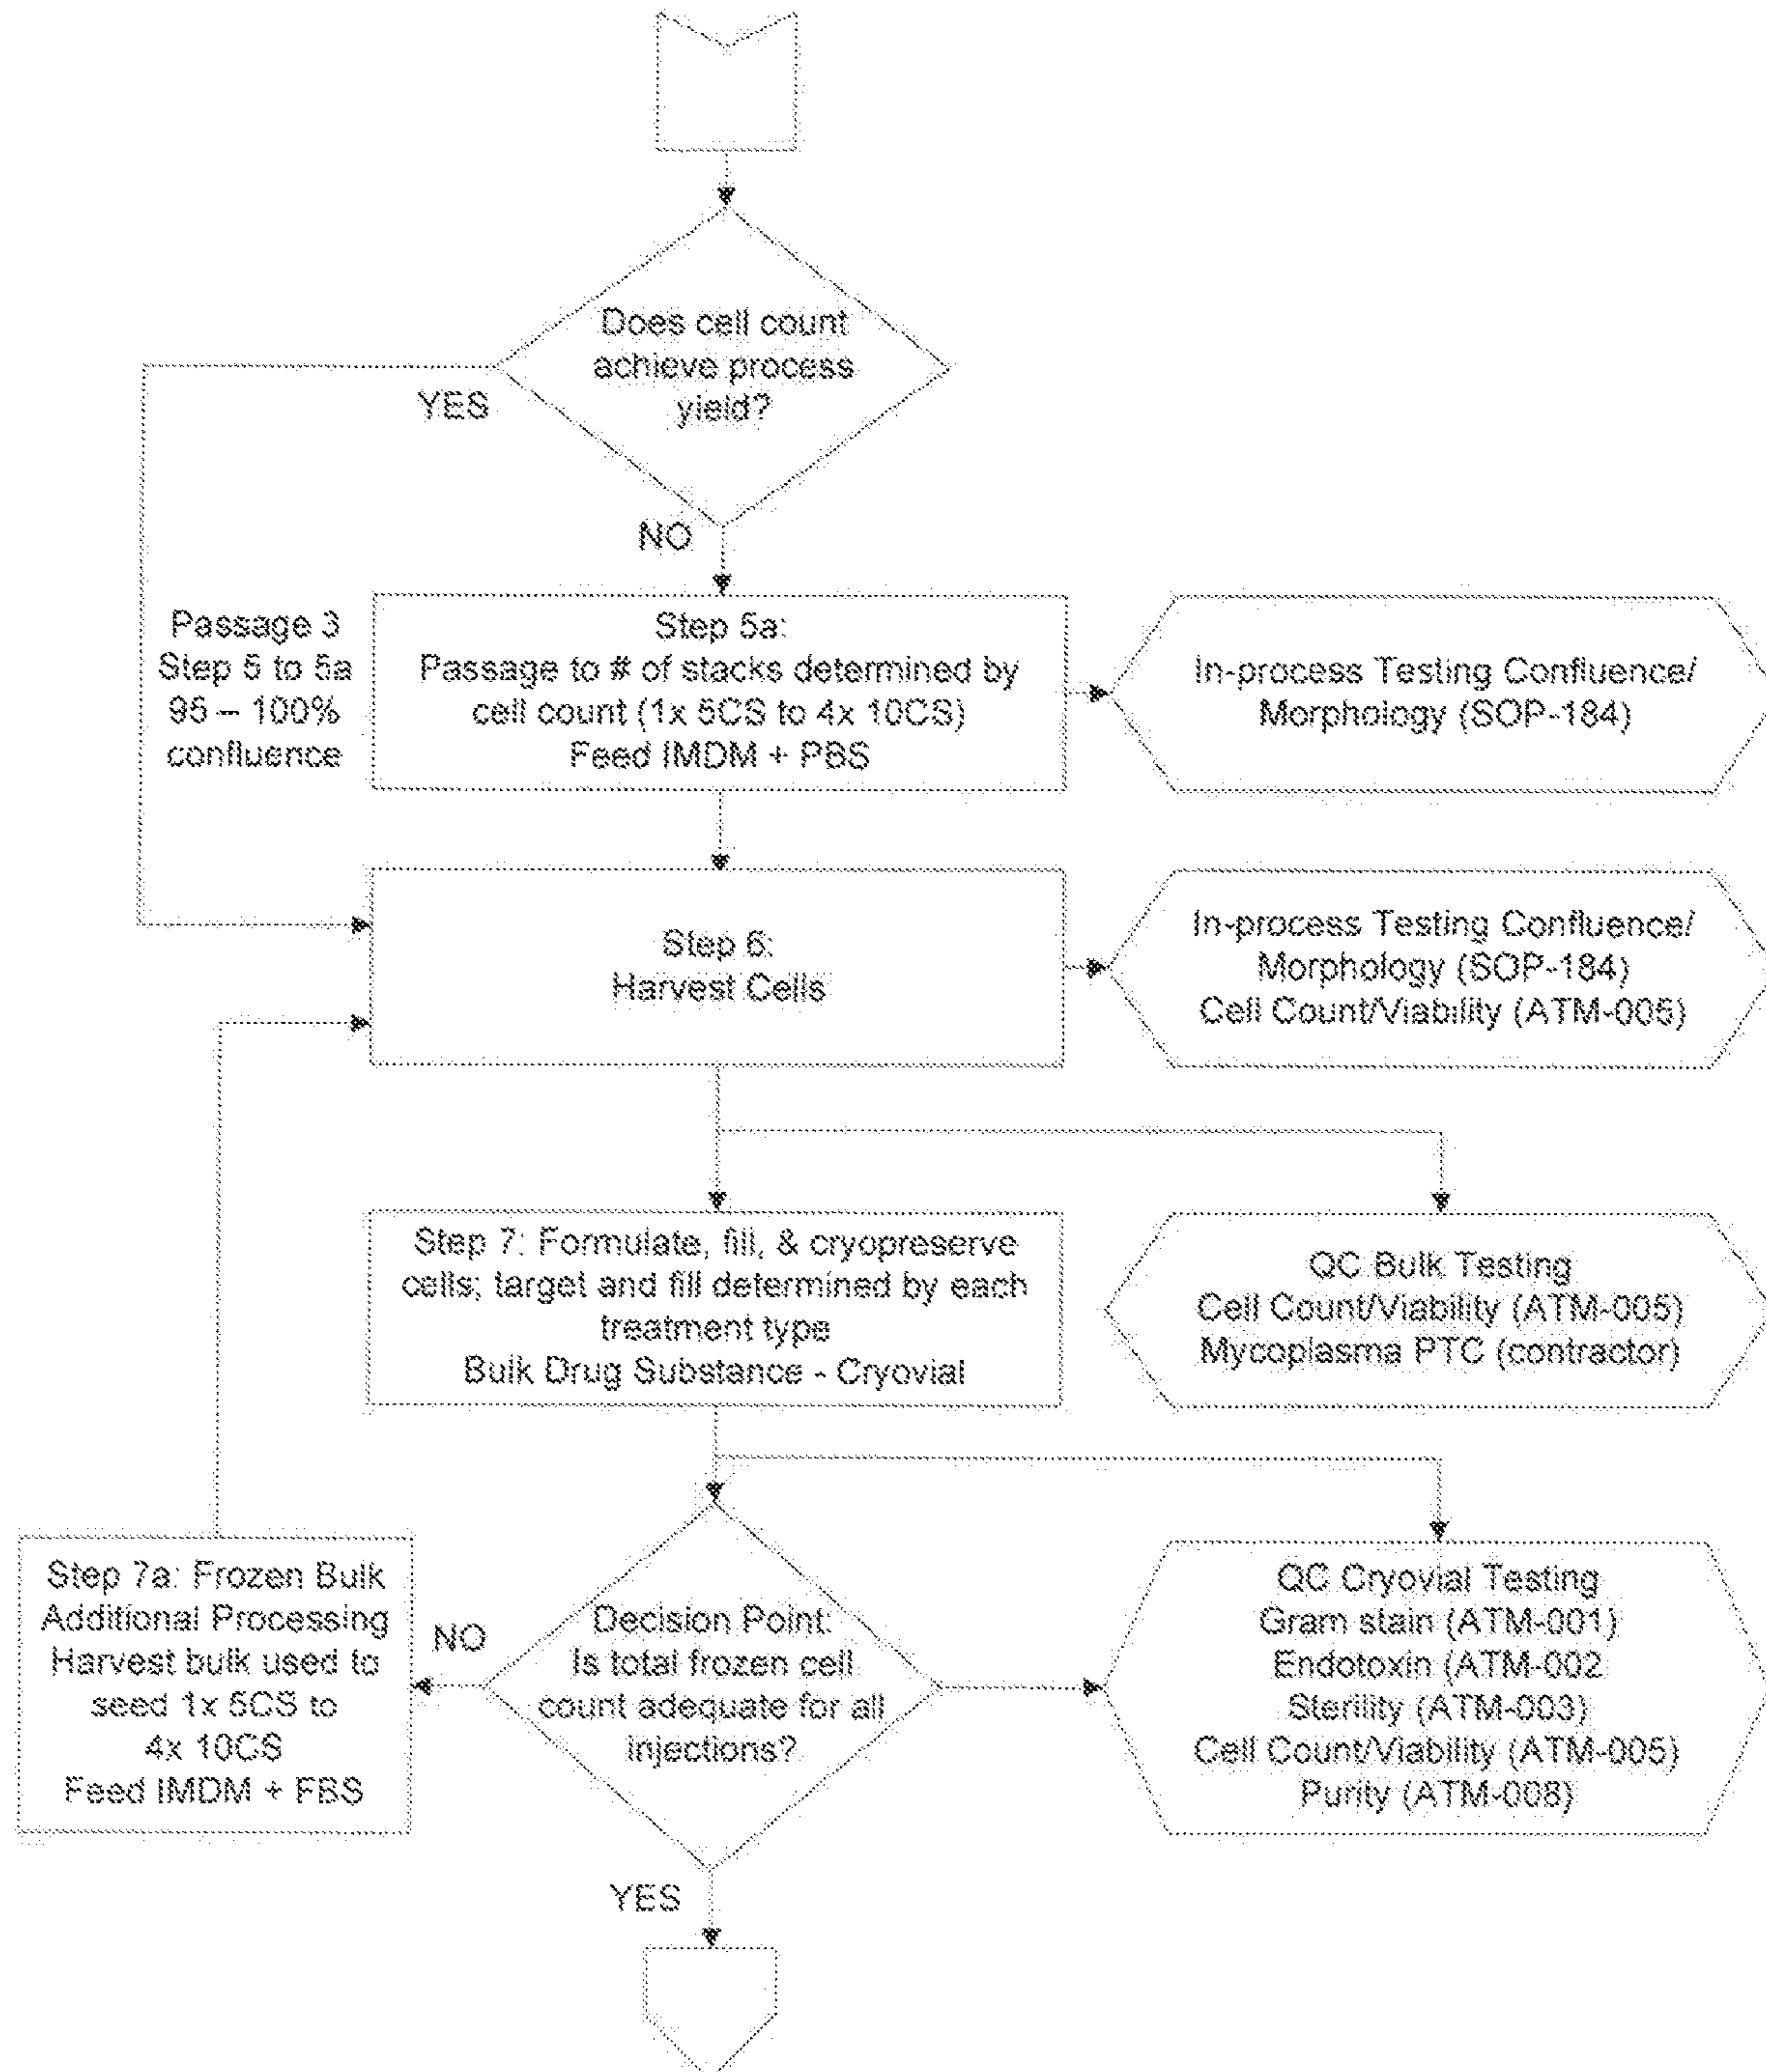 Does cell count
achieve process
yield?
YES
NO
Passage 3
Step 5 to 5a
95 – 100%
confluence
Step 5a:
Passage to # of stacks determined by
cell count (1x 5CS to 4x 10CS)
Feed IMDM + PBS
In-process Testing Confluence/
Morphology (SOP-184)
Step 6:
Harvest Cells
In-process Testing Confluence/
Morphology (SOP-184)
Cell Count/Viability (ATM-005)
Step 7: Formulate, fill, & cryopreserve
cells; target and fill determined by each
treatment type
Bulk Drug Substance - Cryovial
QC Bulk Testing
Cell Count/Viability (ATM-005)
Mycoplasma PTC (contractor)
Step 7a: Frozen Bulk
Additional Processing
Harvest bulk used to
seed 1x 5CS to
4x 10CS
Feed IMDM + FBS
NO
Decision Point:
Is total frozen cell
count adequate for all
injections?
QC Cryovial Testing
Gram stain (ATM-001)
Endotoxin (ATM-002
Sterility (ATM-003)
Cell Count/Viability (ATM-005)
Purity (ATM-008)
YES